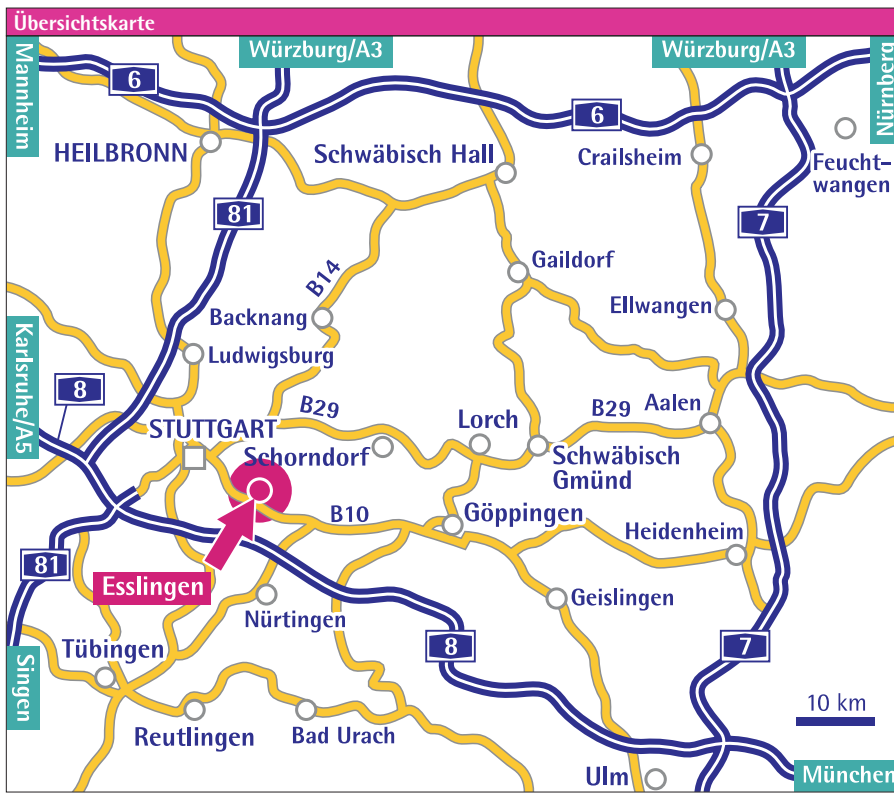 Übersichtskarte
Mannheim
Würzburg/A3
Würzburg/A3
Nürnberg
6
6
HEILBRONN
Schwäbisch Hall
Crailsheim
Feucht-
wangen
81
7
Gaildorf
B14
Ellwangen
Backnang
Ludwigsburg
Karlsruhe/A5
8
B29
Lorch
B29
Aalen
STUTTGART
Schorndorf
Schwäbisch
Gmünd
B10
Göppingen
Heidenheim
81
Esslingen
Nürtingen
Geislingen
Tübingen
8
7
Singen
10 km
Reutlingen
Bad Urach
Ulm
München